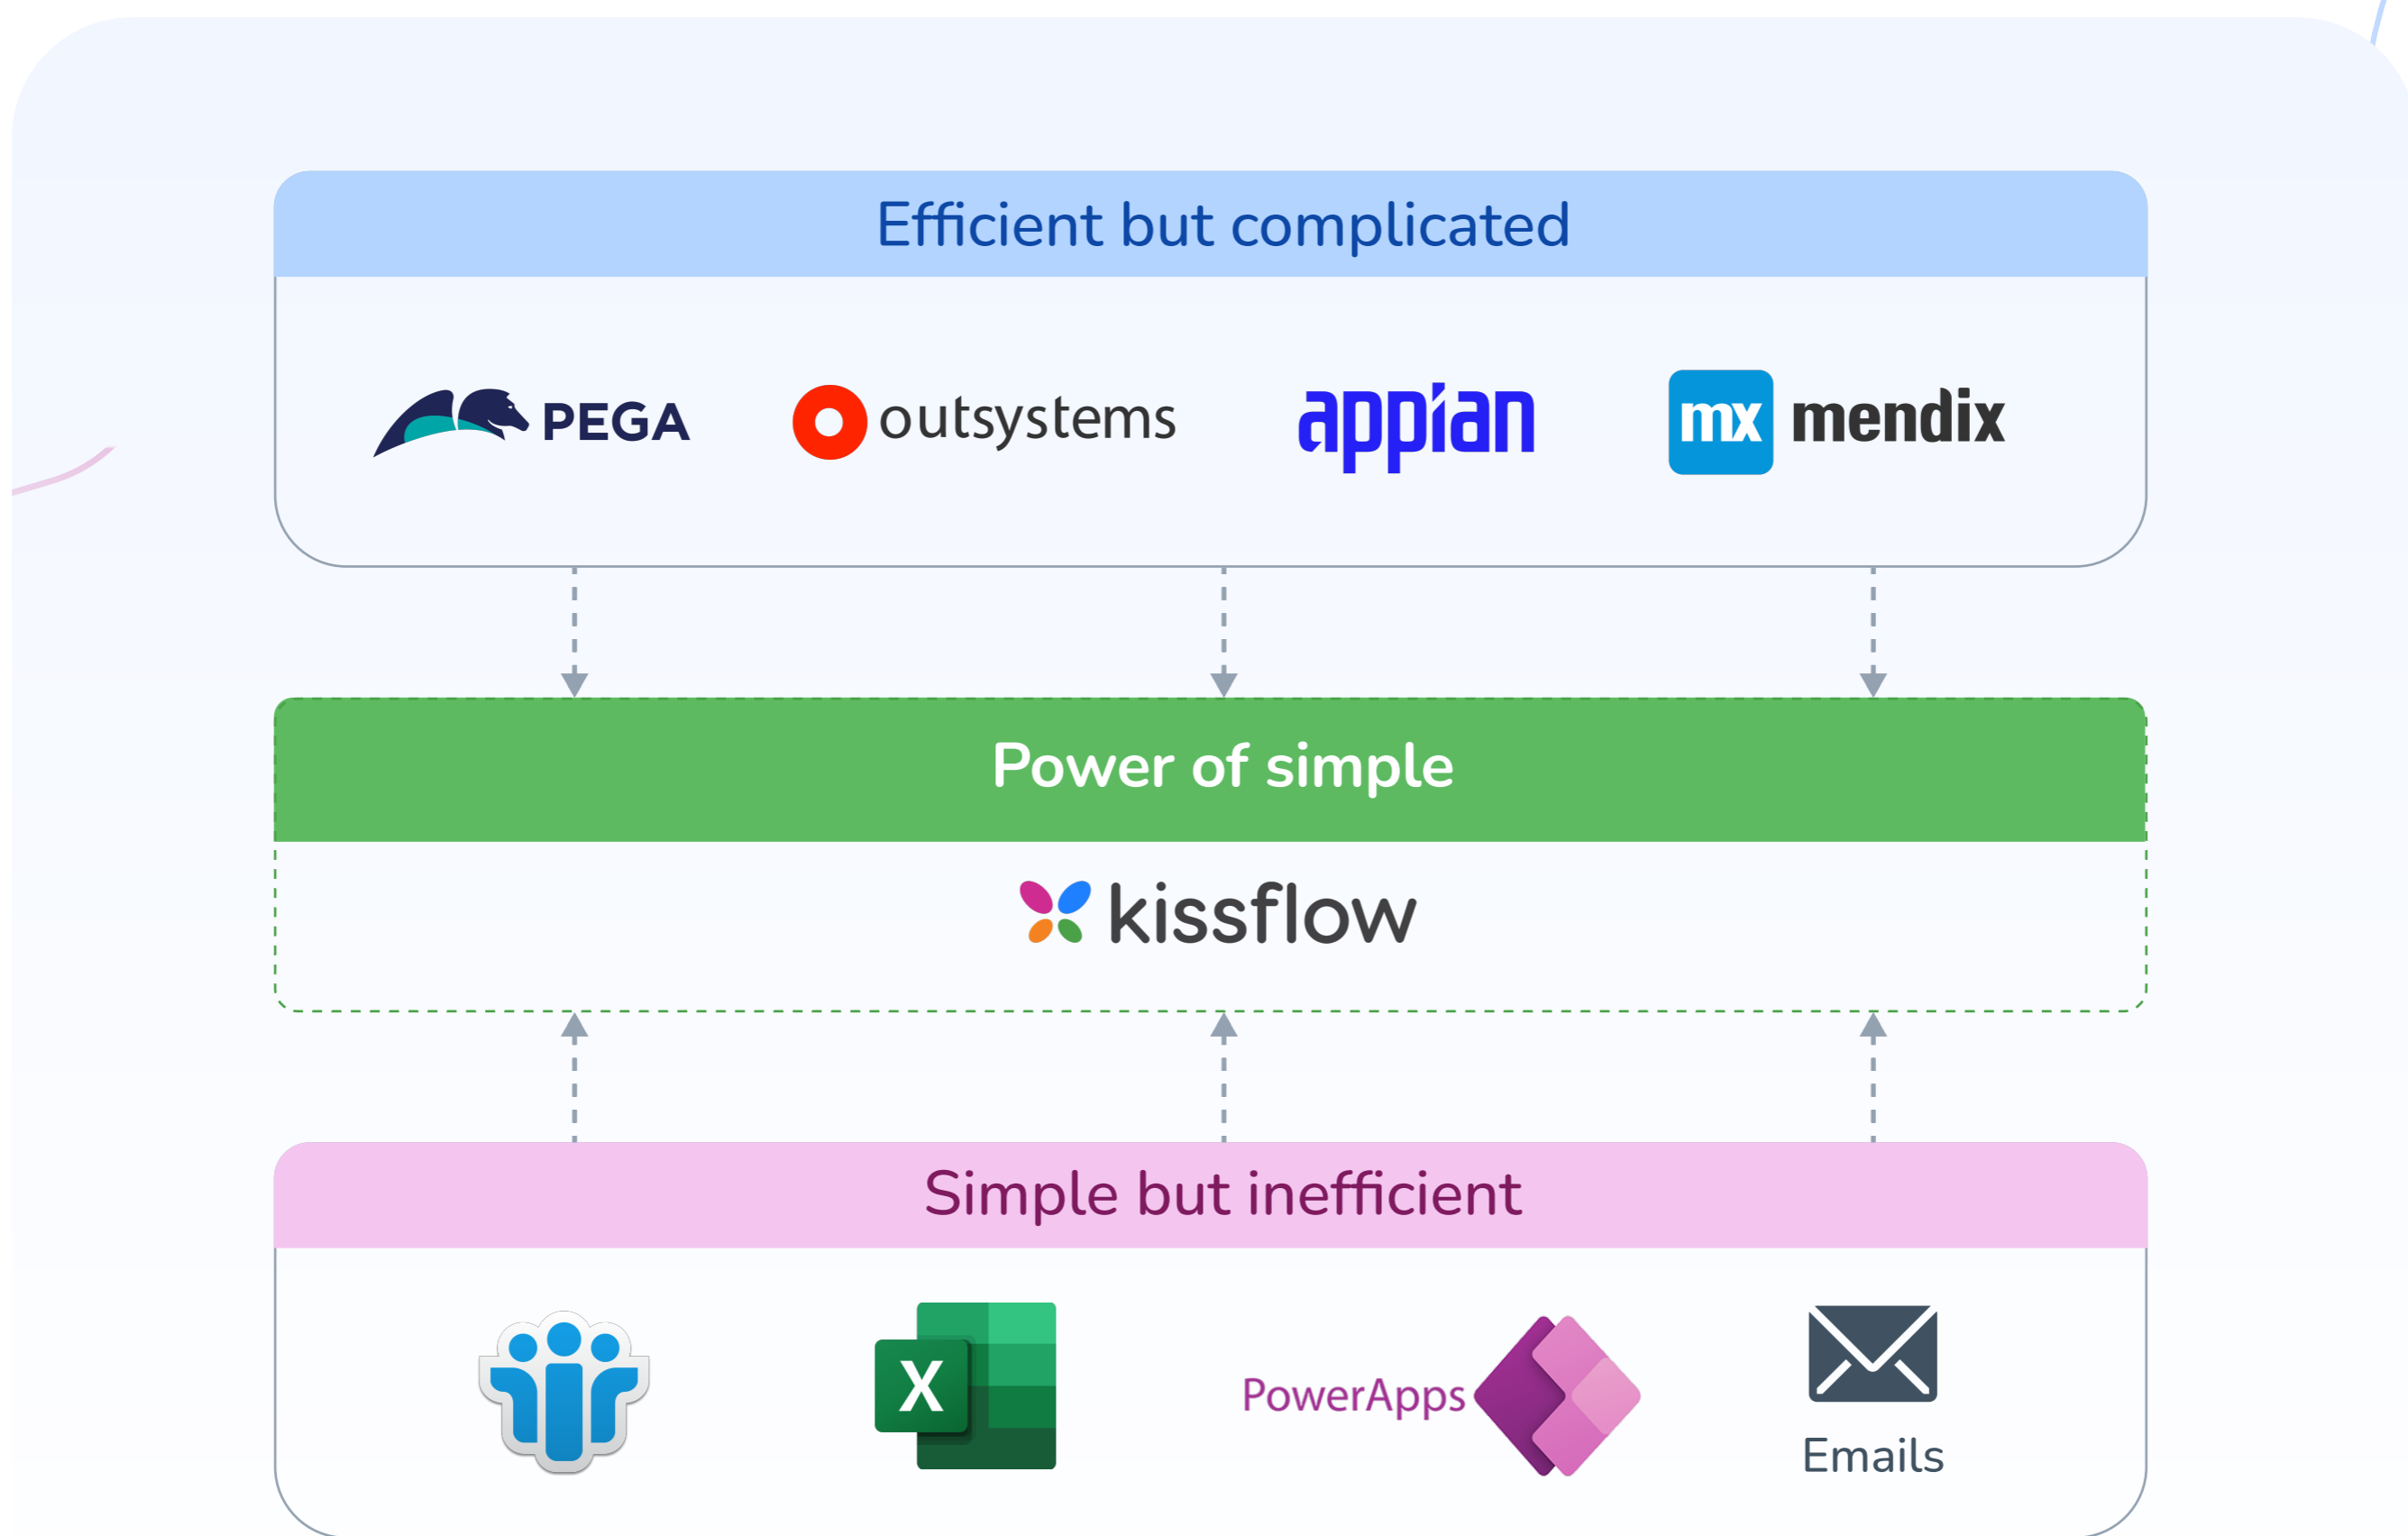 Efficient but complicated
PEGA outsystems appian mx mendix
Power of simple
kissflow
Simple but inefficient
X PowerApps
Emails